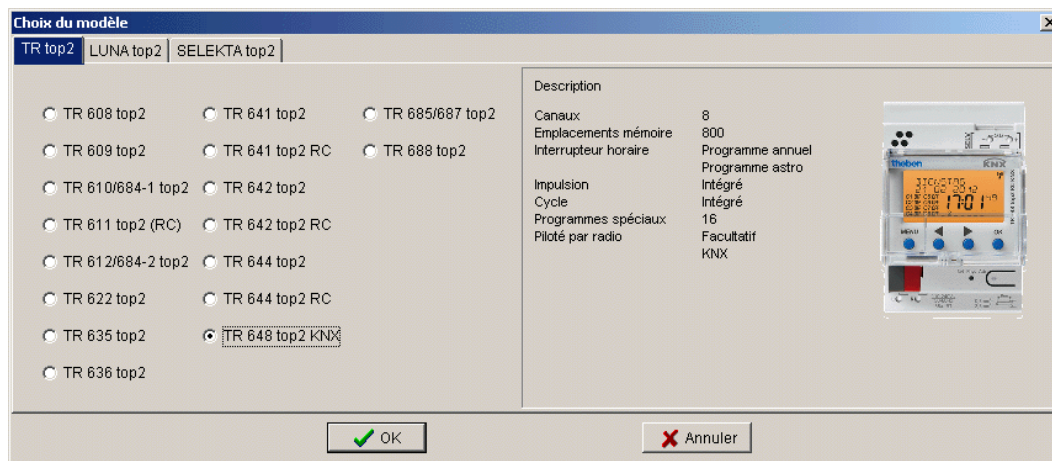 Choix du modèle
TR top2 LUNA top2 SELEKTA top2
TR 608 top2 TR 641 top2 TR 685/687 top2
TR 609 top2 TR 641 top2 RC TR 688 top2
TR 610/684-1 top2 TR 642 top2
TR 611 top2 (RC) TR 642 top2 RC
TR 612/684-2 top2 TR 644 top2
TR 622 top2 TR 644 top2 RC
TR 635 top2 TR 648 top2 KNX
TR 636 top2
Description
Canaux 8
Emplacements mémoire 800
Interrupteur horaire Programme annuel
Programme astro
Impulsion Intégré
Cycle Intégré
Programmes spéciaux 16
Piloté par radio Facultatif
KNX
theben KNX
17:01
MENU OK
OK Annuler